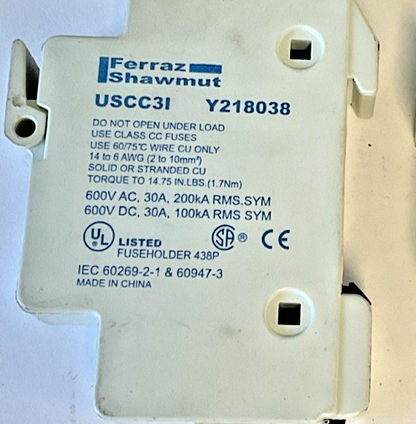 Ferraz
Shawmut
USCC3I Y218038
DO NOT OPEN UNDER LOAD
USE CLASS CC FUSES
USE 60/75°C WIRE CU ONLY
14 to 6 AWG (2 to 10mm²)
SOLID OR STRANDED CU
TORQUE TO 14.75 IN.LBS.(1.7Nm)
600V AC, 30A, 200kA RMS.SYM
600V DC, 30A, 100kA RMS SYM
UL LISTED SA ® CE
FUSEHOLDER 438P
IEC 60269-2-1 & 60947-3
MADE IN CHINA